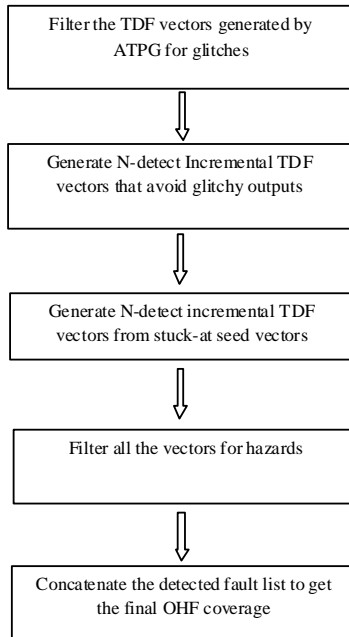 Filter the TDF vectors generated by
ATPG for glitches
Generate N-detect Incremental TDF
vectors that avoid glitchy outputs
Generate N-detect incremental TDF
vectors from stuck-at seed vectors
Filter all the vectors for hazards
Concatenate the detected fault list to get
the final OHF coverage